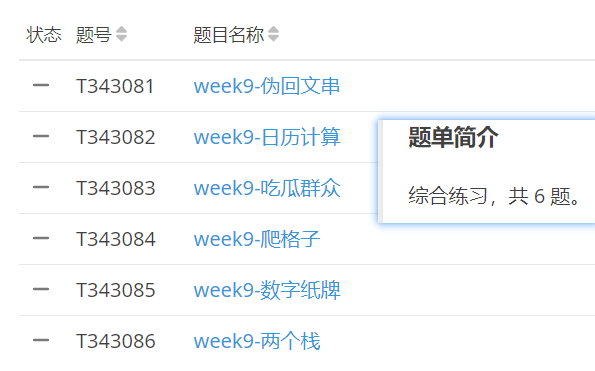 状态 题号 题目名称
— T343081 week9-伪回文串
— T343082 week9-日历计算
— T343083 week9-吃瓜群众
— T343084 week9-爬格子
— T343085 week9-数字纸牌
— T343086 week9-两个栈
题单简介
综合练习，共 6 题。